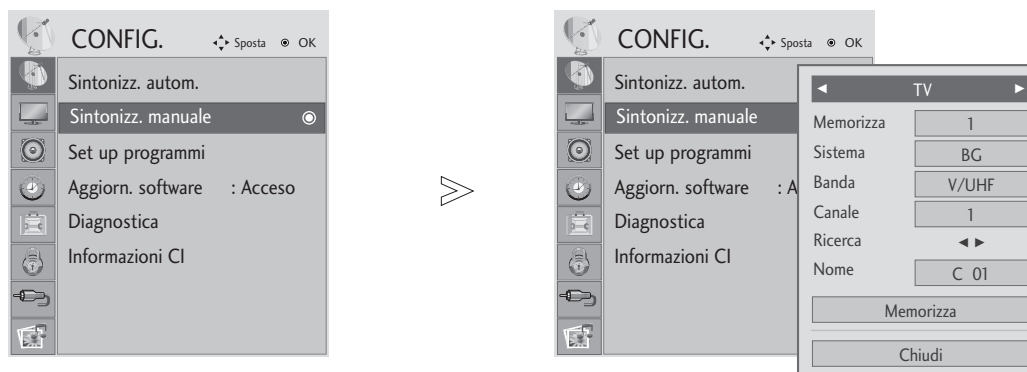 CONFIG. Sposta OK
Sintonizz. autom.
Sintonizz. manuale
Set up programmi
Aggiorn. software : Acceso
Diagnostica
Informazioni CI
CONFIG. Sposta OK
Sintonizz. autom.
Sintonizz. manuale
Set up programmi
Aggiorn. software : A
Diagnostica
Informazioni CI
◄ TV ►
Memorizza 1
Sistema BG
Banda V/UHF
Canale 1
Ricerca ◄ ►
Nome C 01
Memorizza
Chiudi